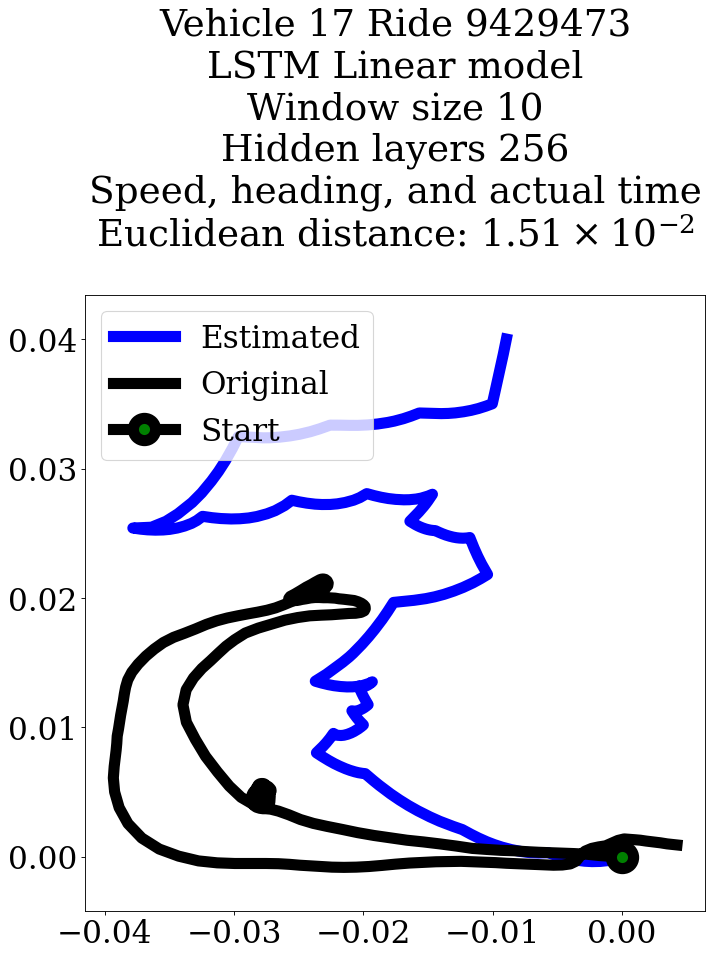 Vehicle 17 Ride 9429473
LSTM Linear model
Window size 10
Hidden layers 256
Speed, heading, and actual time
Euclidean distance: 1.51 × 10⁻²
Estimated
Original
Start
0.04
0.03
0.02
0.01
0.00
−0.04 −0.03 −0.02 −0.01 0.00